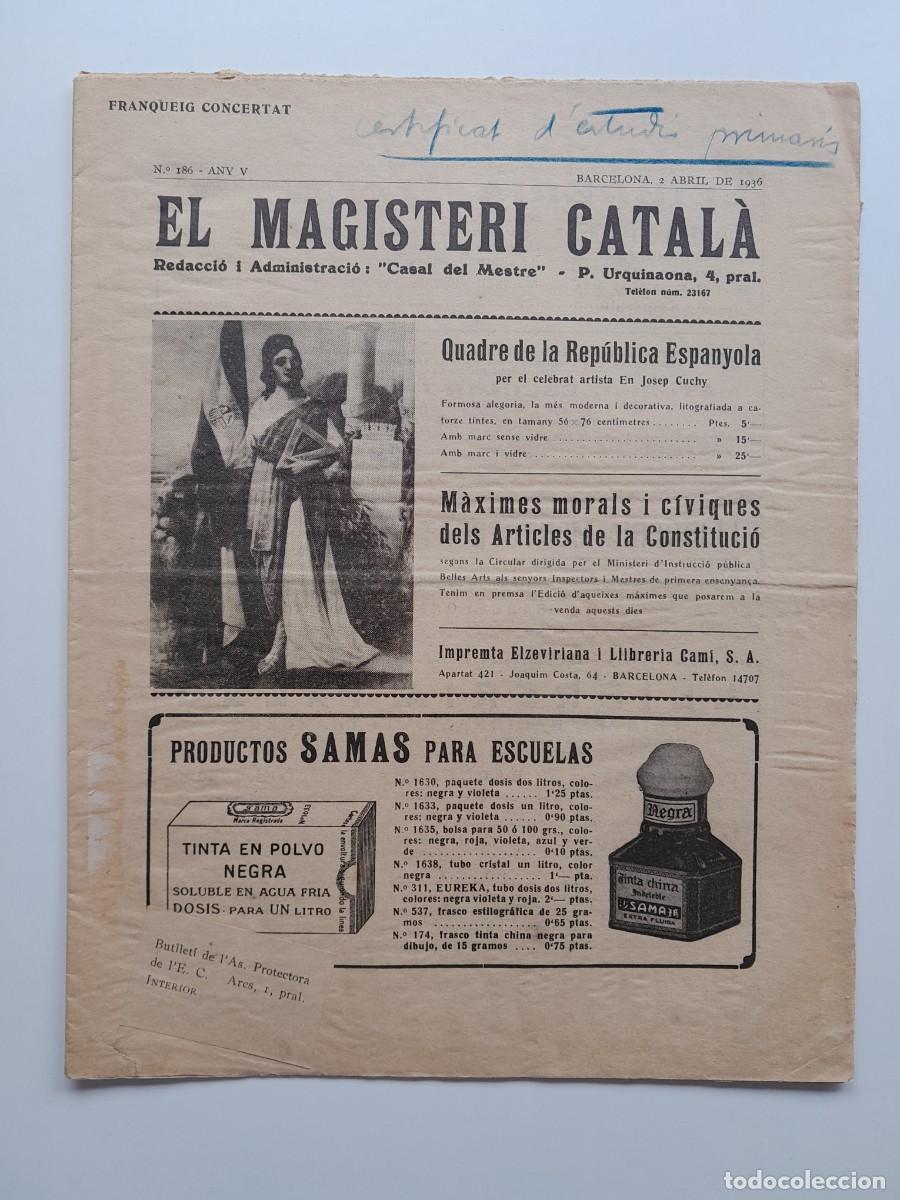 FRANQUEIG CONCERTAT
certificat d'estudis primaris
N.º 186 - ANY V
BARCELONA, 2 ABRIL DE 1936
EL MAGISTERI CATALÀ
Redacció i Administració: "Casal del Mestre" - P. Urquinaona, 4, pral.
Telèfon núm. 23167
Quadre de la República Espanyola
per el celebrat artista En Josep Cuchy
Formosa alegoria, la més moderna i decorativa, litografiada a ca-
torze tintes, en tamany 56 × 76 centimetres ........ Ptes. 5'—
Amb marc sense vidre ........ » 15'—
Amb marc i vidre ........ » 25'—
Màximes morals i cíviques
dels Articles de la Constitució
segons la Circular dirigida per el Ministeri d'Instrucció pública
Belles Arts als senyors Inspectors i Mestres de primera ensenyança.
Tenim en premsa l'Edició d'aqueixes màximes que posarem a la
venda aquests dies
Impremta Elzeviriana i Llibreria Camí, S. A.
Apartat 421 - Joaquim Costa, 64 - BARCELONA - Telèfon 14707
PRODUCTOS SAMAS PARA ESCUELAS
Sama
Marca Registrada
TINTA EN POLVO
NEGRA
SOLUBLE EN AGUA FRIA
DOSIS PARA UN LITRO
N.º 1630, paquete dosis dos litros, colo-
res: negra y violeta ...... 1'25 ptas.
N.º 1633, paquete dosis un litro, colo-
res: negra y violeta ...... 0'90 ptas.
N.º 1635, bolsa para 50 ó 100 grs., colo-
res: negra, roja, violeta, azul y ver-
de .................... 0'10 ptas.
N.º 1638, tubo cristal un litro, color
negra .................... 1'— pta.
N.º 311, EUREKA, tubo dosis dos litros,
colores: negra violeta y roja. 2'— ptas.
N.º 537, frasco estilográfica de 25 gra-
mos .................... 0'65 ptas.
N.º 174, frasco tinta china negra para
dibujo, de 15 gramos .... 0'75 ptas.
Negra
Tinta china
Indeleble
SAMA
EXTRA FLUIDA
Butlletí de l'As. Protectora
de l'E. C. Arcs, 1, pral.
INTERIOR
todocoleccion